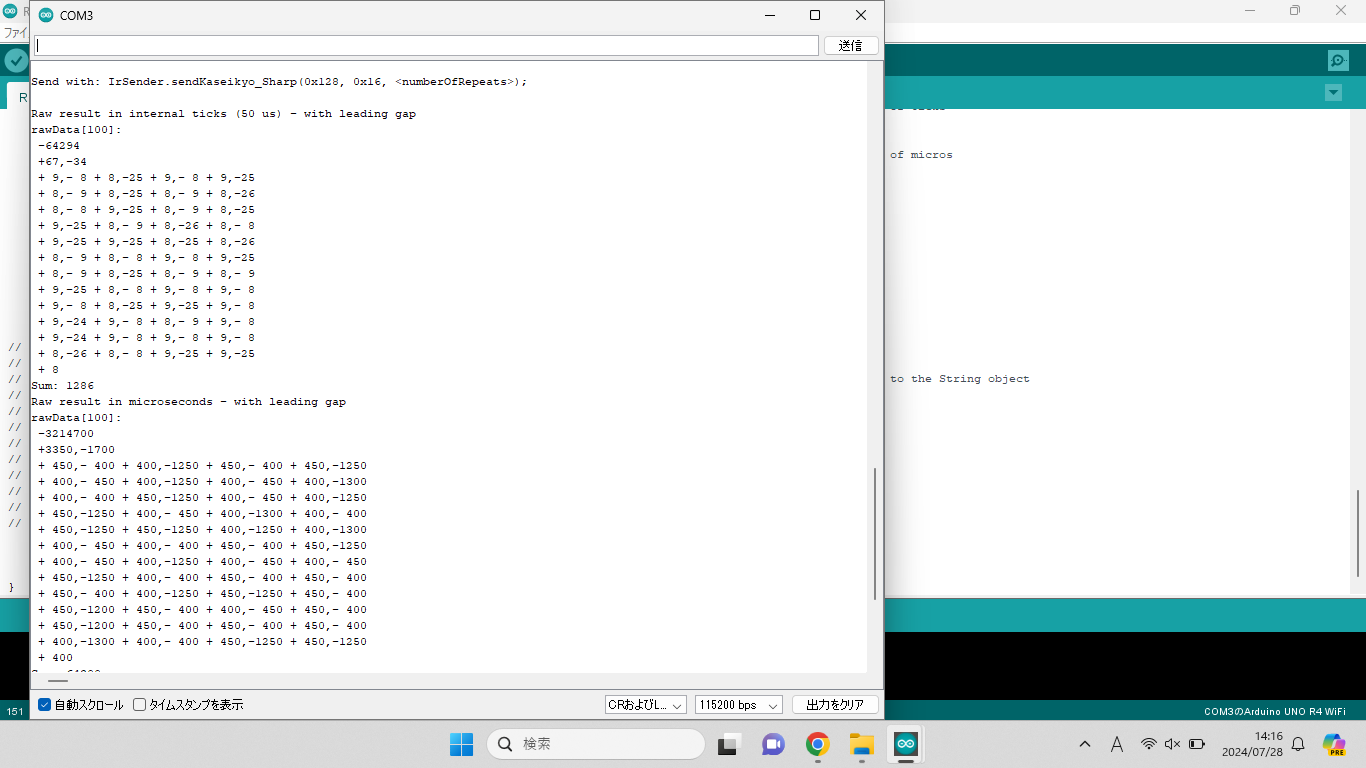 COM3
ファイ
送信
Send with: IrSender.sendKaseikyo_Sharp(0x128, 0x16, <numberOfRepeats>);
R
Raw result in internal ticks (50 us) - with leading gap
rawData[100]:
-64294
+67,-34
+ 9,- 8 + 8,-25 + 9,- 8 + 9,-25
+ 8,- 9 + 8,-25 + 8,- 9 + 8,-26
+ 8,- 8 + 9,-25 + 8,- 9 + 8,-25
+ 9,-25 + 8,- 9 + 8,-26 + 8,- 8
+ 9,-25 + 9,-25 + 8,-25 + 8,-26
+ 8,- 9 + 8,- 8 + 9,- 8 + 9,-25
+ 8,- 9 + 8,-25 + 8,- 9 + 8,- 9
+ 9,-25 + 8,- 8 + 9,- 8 + 9,- 8
+ 9,- 8 + 8,-25 + 9,-25 + 9,- 8
+ 9,-24 + 9,- 8 + 8,- 9 + 9,- 8
+ 9,-24 + 9,- 8 + 9,- 8 + 9,- 8
+ 8,-26 + 8,- 8 + 9,-25 + 9,-25
+ 8
Sum: 1286
Raw result in microseconds - with leading gap
rawData[100]:
-3214700
+3350,-1700
+ 450,- 400 + 400,-1250 + 450,- 400 + 450,-1250
+ 400,- 450 + 400,-1250 + 400,- 450 + 400,-1300
+ 400,- 400 + 450,-1250 + 400,- 450 + 400,-1250
+ 450,-1250 + 400,- 450 + 400,-1300 + 400,- 400
+ 450,-1250 + 450,-1250 + 400,-1250 + 400,-1300
+ 400,- 450 + 400,- 400 + 450,- 400 + 450,-1250
+ 400,- 450 + 400,-1250 + 400,- 450 + 400,- 450
+ 450,-1250 + 400,- 400 + 450,- 400 + 450,- 400
+ 450,- 400 + 400,-1250 + 450,-1250 + 450,- 400
+ 450,-1200 + 450,- 400 + 400,- 450 + 450,- 400
+ 450,-1200 + 450,- 400 + 450,- 400 + 450,- 400
+ 400,-1300 + 400,- 400 + 450,-1250 + 450,-1250
+ 400
of micros
to the String object
//
//
//
//
//
//
//
//
//
//
//
//
}
自動スクロール タイムスタンプを表示 CRおよびL... 115200 bps 出力をクリア
151
COM3のArduino UNO R4 WiFi
検索
A
14:16
2024/07/28
PRE